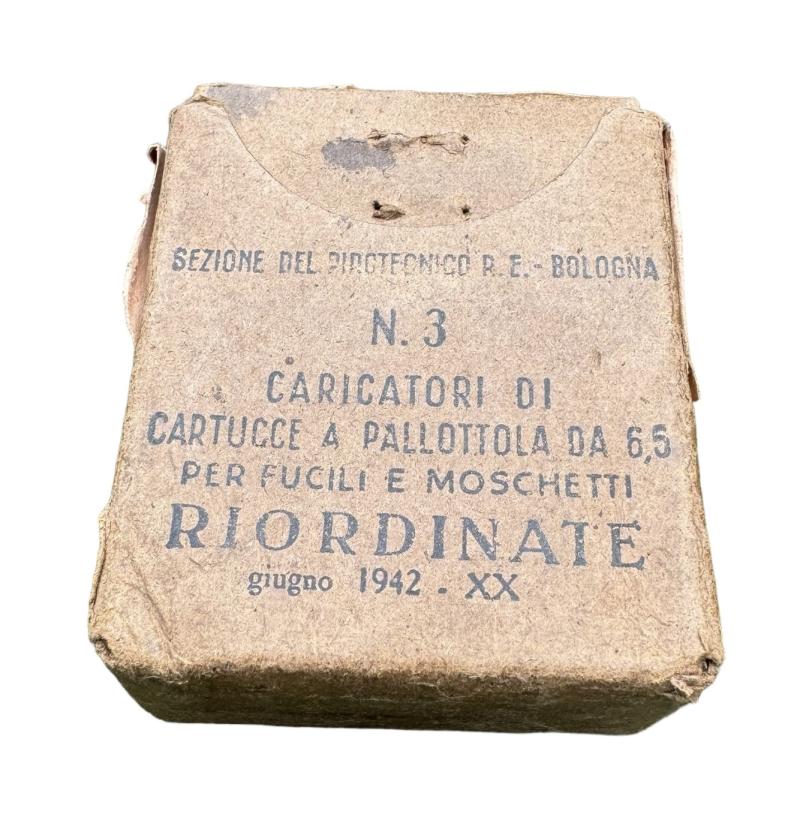 SEZIONE DEL PIROTECNICO R. E. - BOLOGNA
N. 3
CARICATORI DI
CARTUCCE A PALLOTTOLA DA 6,5
PER FUCILI E MOSCHETTI
RIORDINATE
giugno 1942 - XX